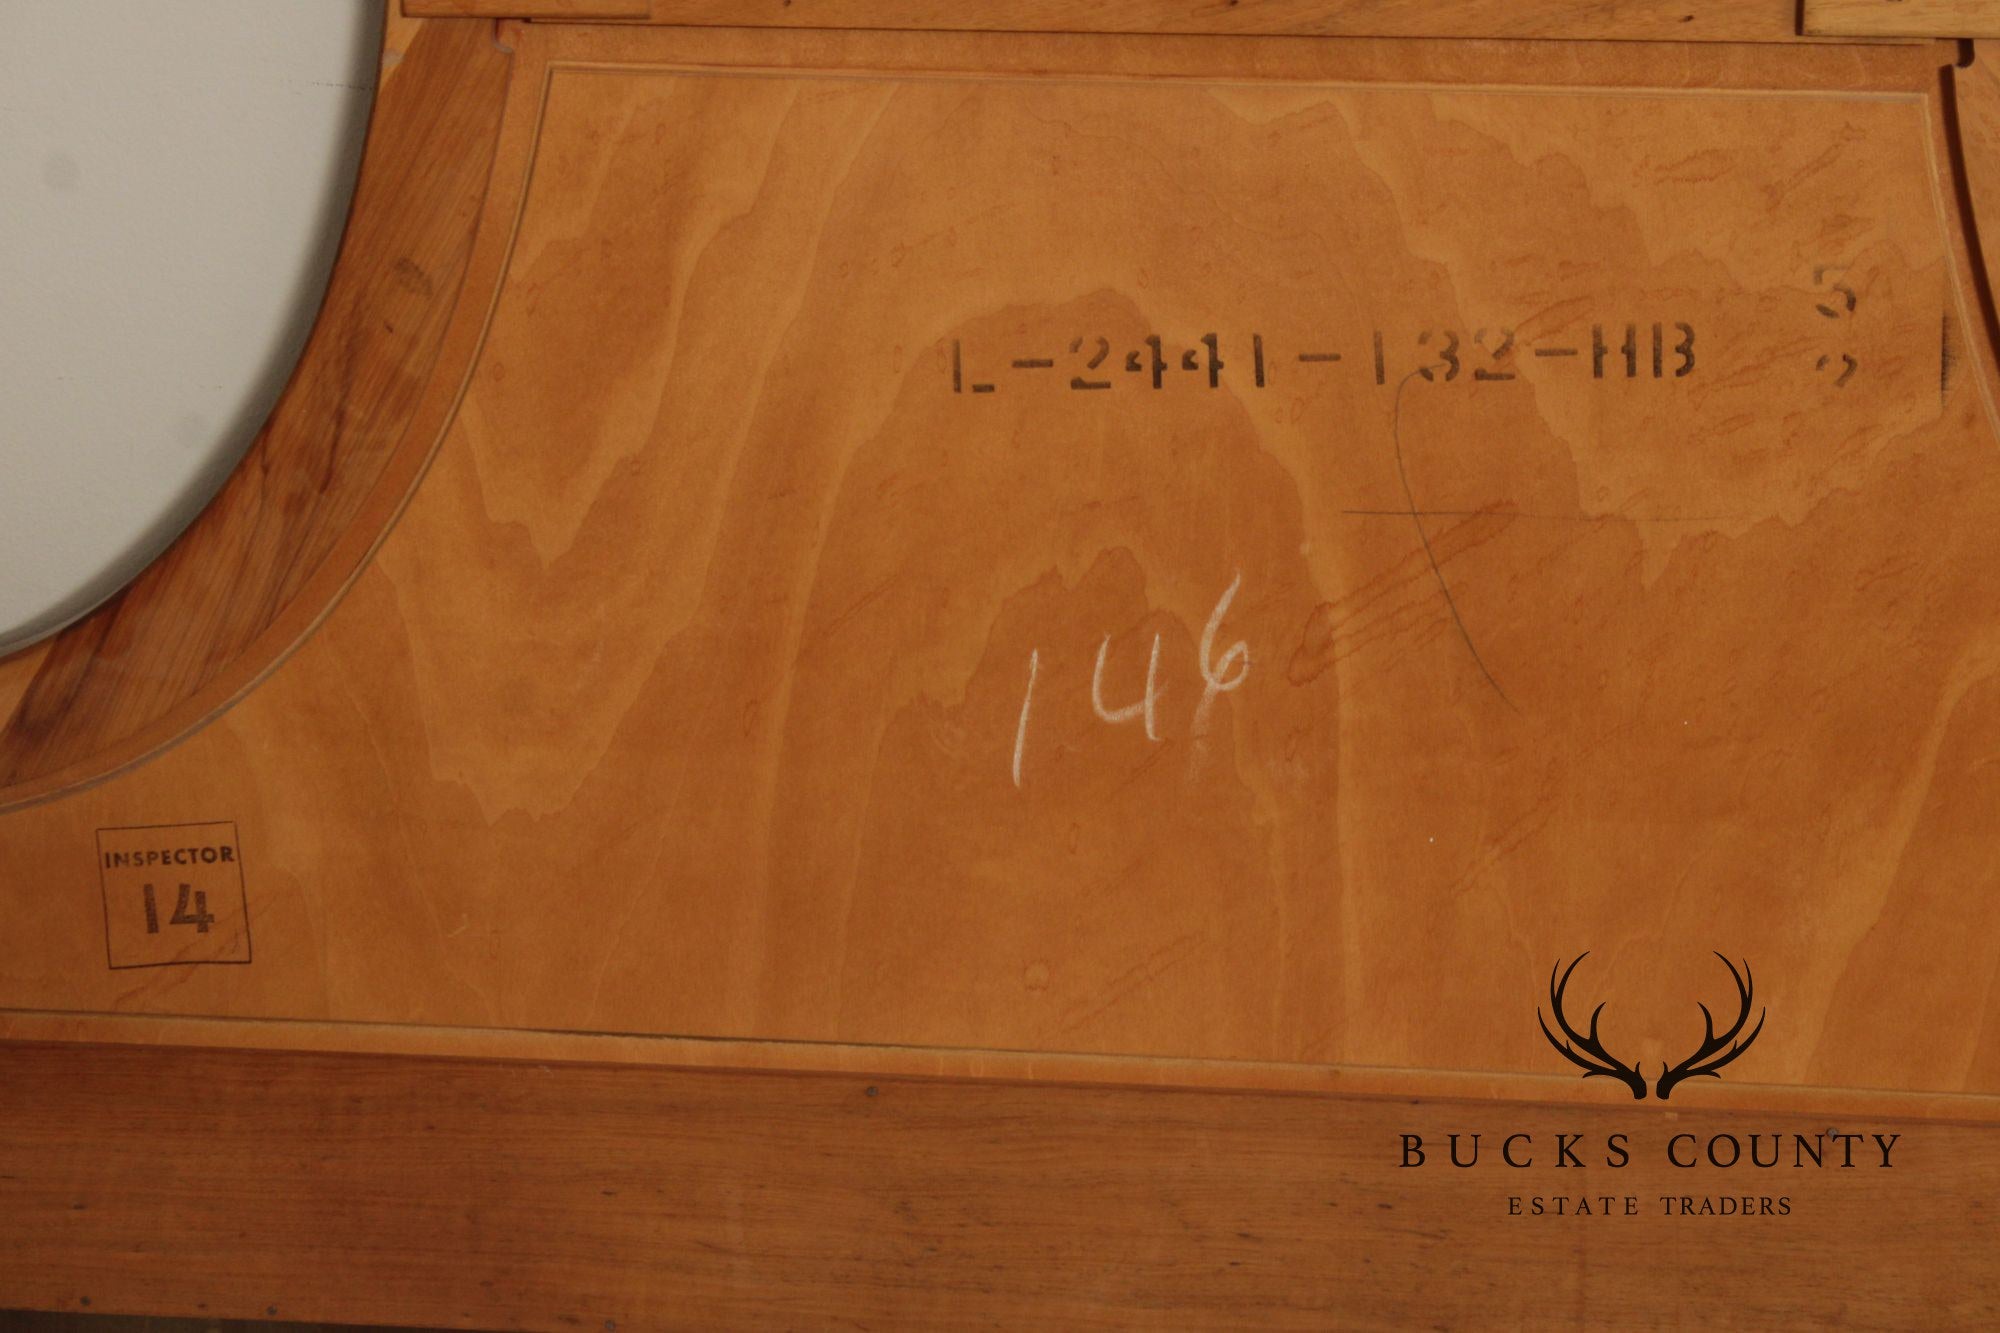 L-2441-132-HB
146
INSPECTOR
14
BUCKS COUNTY
ESTATE TRADERS